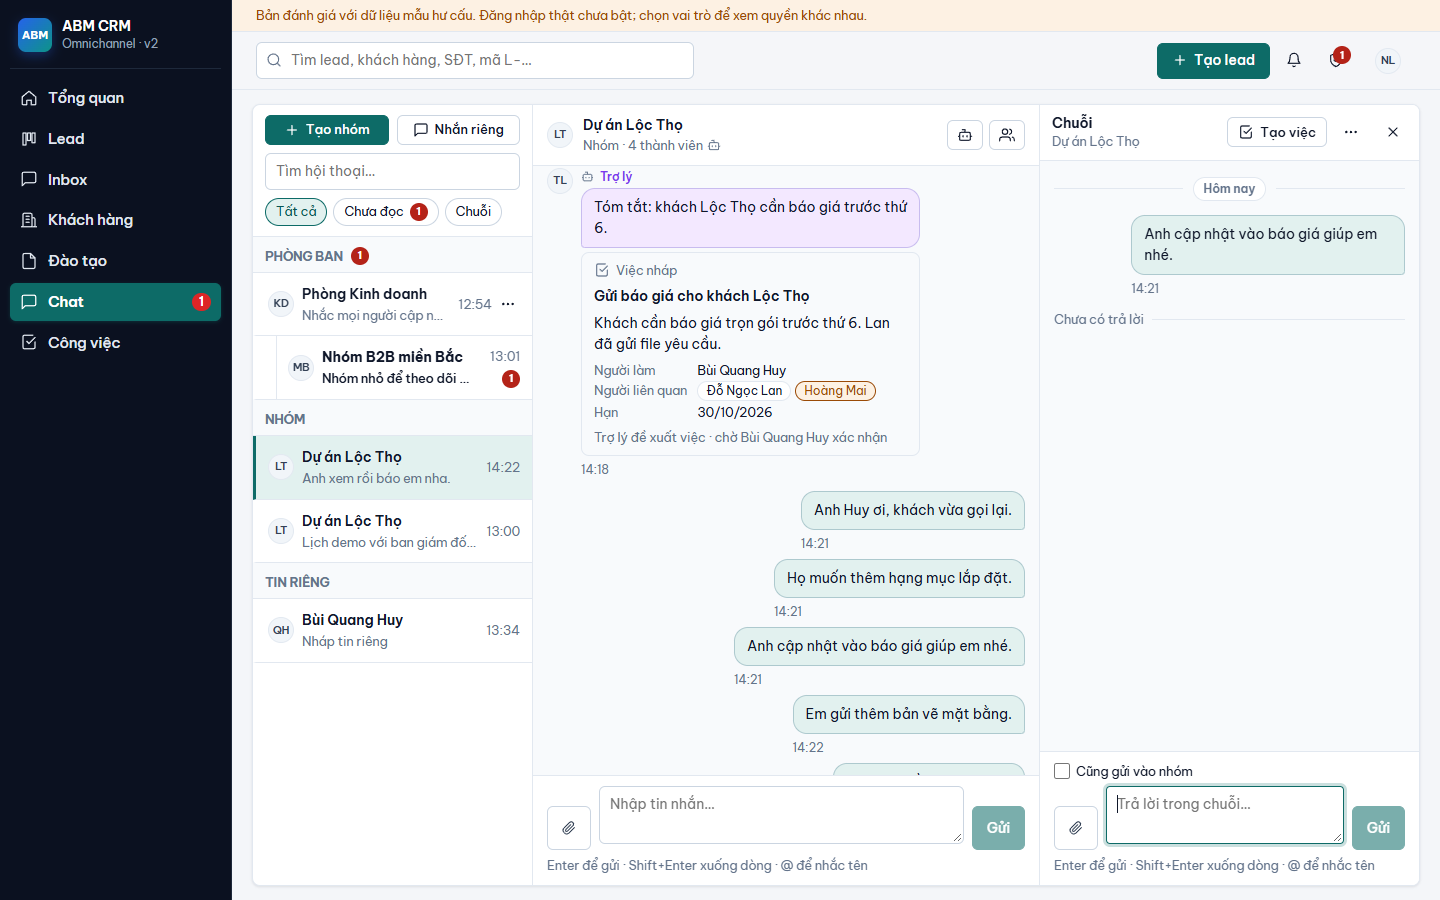 ABM
ABM CRM
Omnichannel · v2
Tổng quan
Lead
Inbox
Khách hàng
Đào tạo
Chat
1
Công việc
Bản đánh giá với dữ liệu mẫu hư cấu. Đăng nhập thật chưa bật; chọn vai trò để xem quyền khác nhau.
Tìm lead, khách hàng, SĐT, mã L-...
Tạo lead
1
NL
Tạo nhóm
Nhắn riêng
Tìm hội thoại...
Tất cả
Chưa đọc 1
Chuỗi
PHÒNG BAN 1
KD
Phòng Kinh doanh
Nhắc mọi người cập n...
12:54
MB
Nhóm B2B miền Bắc
Nhóm nhỏ để theo dõi ...
13:01
1
NHÓM
LT
Dự án Lộc Thọ
Anh xem rồi báo em nha.
14:22
LT
Dự án Lộc Thọ
Lịch demo với ban giám đố...
13:00
TIN RIÊNG
QH
Bùi Quang Huy
Nháp tin riêng
13:34
LT
Dự án Lộc Thọ
Nhóm · 4 thành viên
TL
Trợ lý
Tóm tắt: khách Lộc Thọ cần báo giá trước thứ
6.
Việc nháp
Gửi báo giá cho khách Lộc Thọ
Khách cần báo giá trọn gói trước thứ 6. Lan
đã gửi file yêu cầu.
Người làm Bùi Quang Huy
Người liên quan Đỗ Ngọc Lan Hoàng Mai
Hạn 30/10/2026
Trợ lý đề xuất việc · chờ Bùi Quang Huy xác nhận
14:18
Anh Huy ơi, khách vừa gọi lại.
14:21
Họ muốn thêm hạng mục lắp đặt.
14:21
Anh cập nhật vào báo giá giúp em nhé.
14:21
Em gửi thêm bản vẽ mặt bằng.
14:22
Nhập tin nhắn...
Gửi
Enter để gửi · Shift+Enter xuống dòng · @ để nhắc tên
Chuỗi
Dự án Lộc Thọ
Tạo việc
Hôm nay
Anh cập nhật vào báo giá giúp em
nhé.
14:21
Chưa có trả lời
Cũng gửi vào nhóm
Trả lời trong chuỗi...
Gửi
Enter để gửi · Shift+Enter xuống dòng · @ để nhắc tên